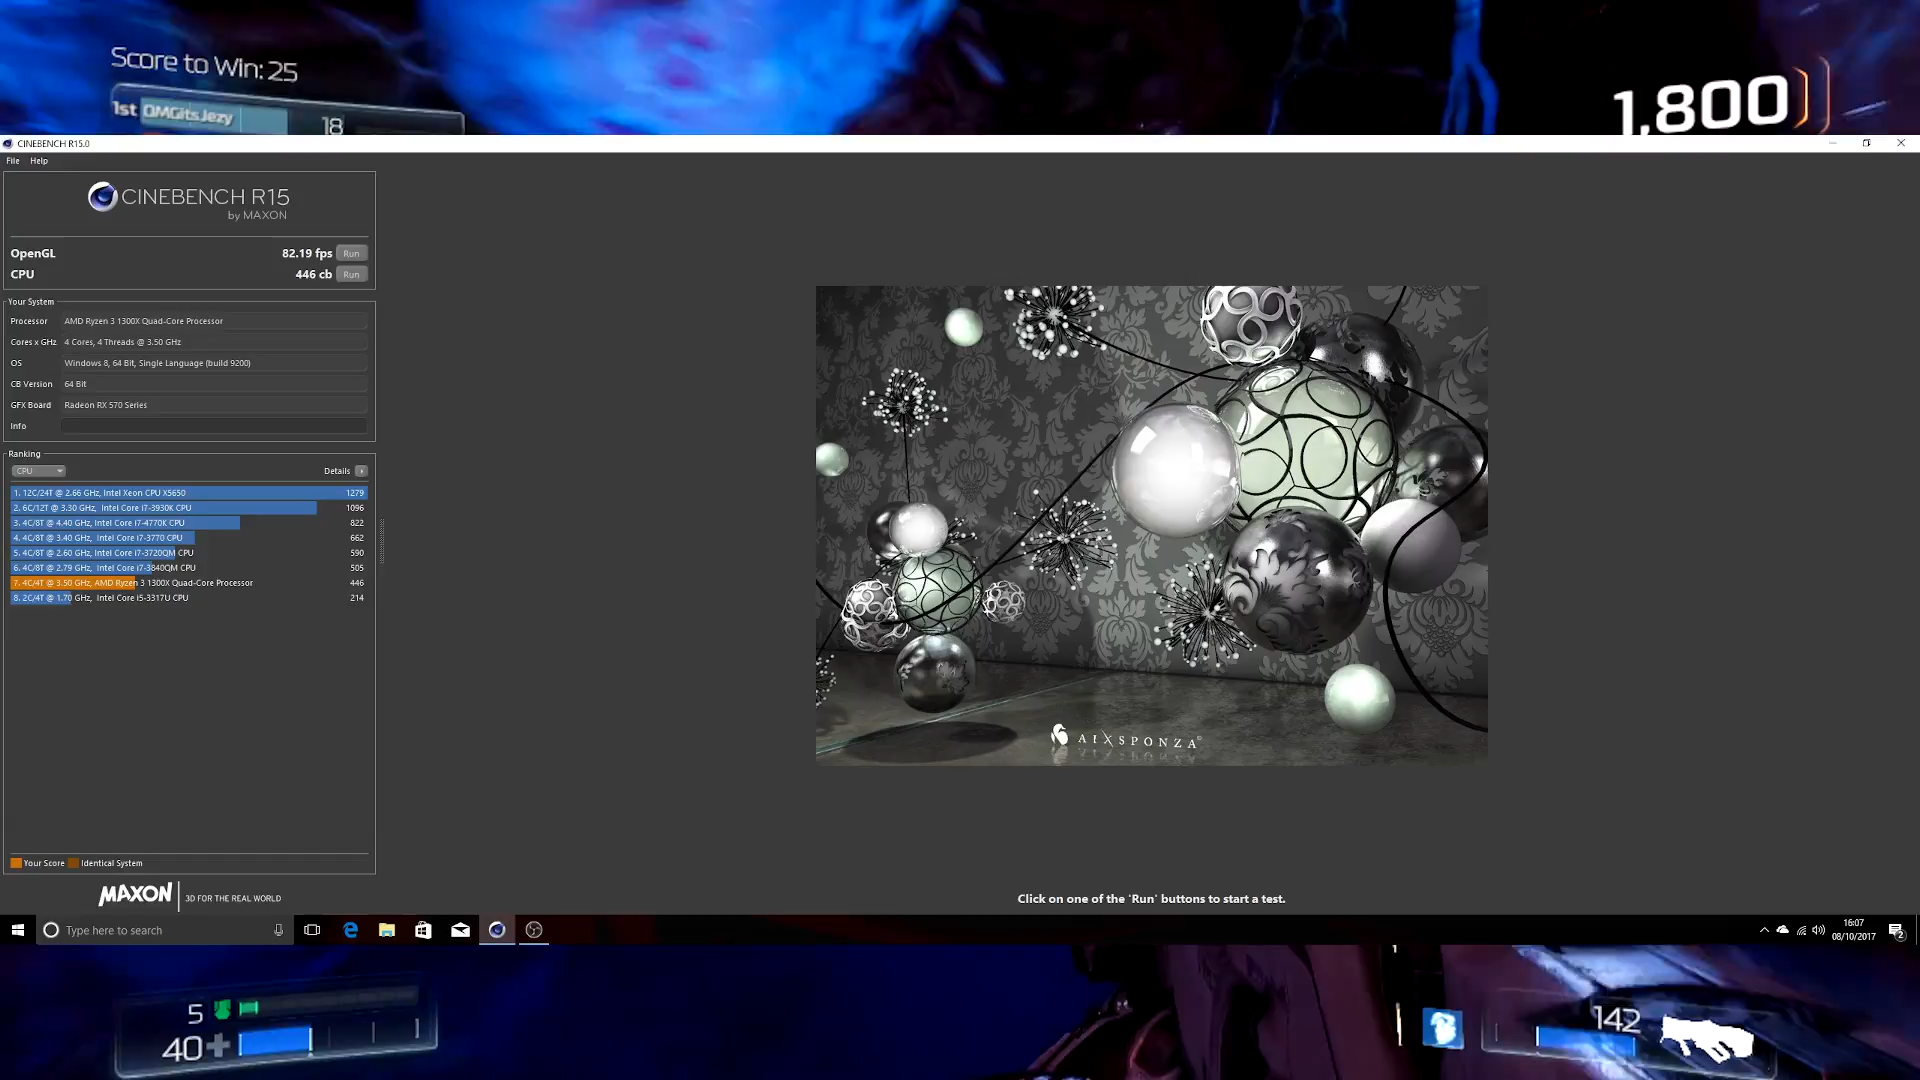 Score to Win: 25
1st OMGitsJezy 18
1,800
CINEBENCH R15.0
File Help
CINEBENCH R15
by MAXON
OpenGL 82.19 fps Run
CPU 446 cb Run
Your System
Processor AMD Ryzen 3 1300X Quad-Core Processor
Cores x GHz 4 Cores, 4 Threads @ 3.50 GHz
OS Windows 8, 64 Bit, Single Language (build 9200)
CB Version 64 Bit
GFX Board Radeon RX 570 Series
Info
Ranking
CPU Details
1. 12C/24T @ 2.66 GHz, Intel Xeon CPU X5650 1279
2. 6C/12T @ 3.30 GHz, Intel Core i7-3930K CPU 1096
3. 4C/8T @ 4.40 GHz, Intel Core i7-4770K CPU 822
4. 4C/8T @ 3.40 GHz, Intel Core i7-3770 CPU 662
5. 4C/8T @ 2.60 GHz, Intel Core i7-3720QM CPU 590
6. 4C/8T @ 2.79 GHz, Intel Core i7-3840QM CPU 505
7. 4C/4T @ 3.50 GHz, AMD Ryzen 3 1300X Quad-Core Processor 446
8. 2C/4T @ 1.70 GHz, Intel Core i5-3317U CPU 214
AIXSPONZA©
Your Score Identical System
MAXON 3D FOR THE REAL WORLD
Click on one of the 'Run' buttons to start a test.
Type here to search
16:07
08/10/2017
2
5
40
142